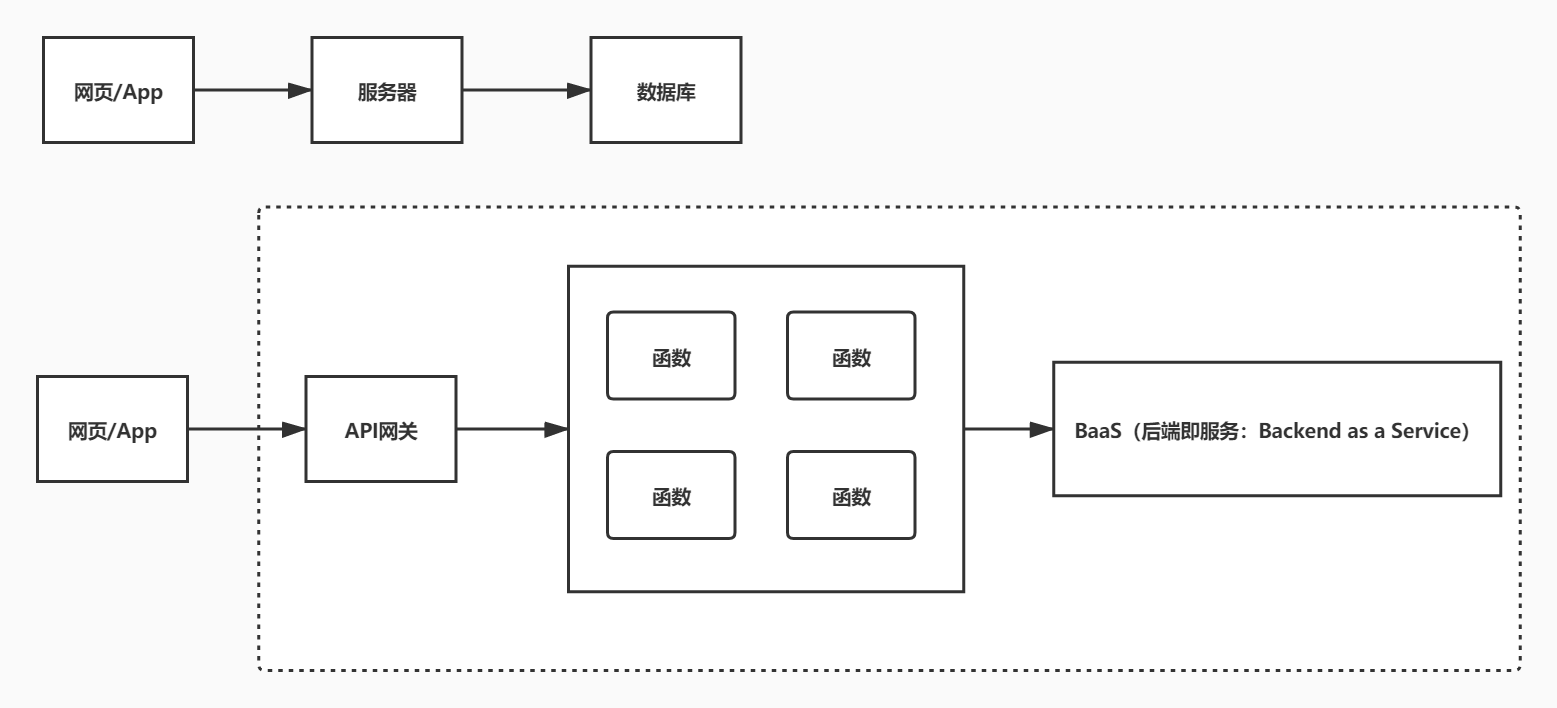 网页/App
服务器
数据库
函数
函数
网页/App
API网关
BaaS（后端即服务：Backend as a Service）
函数
函数